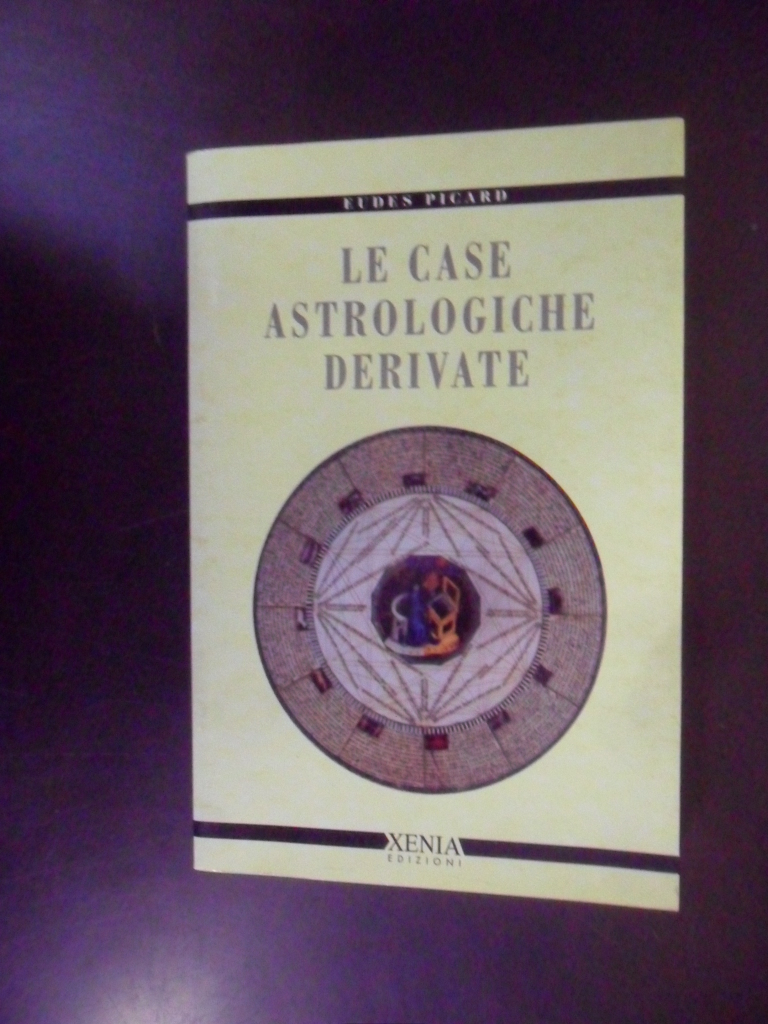 EUDES PICARD
LE CASE
ASTROLOGICHE
DERIVATE
XENIA
EDIZIONI